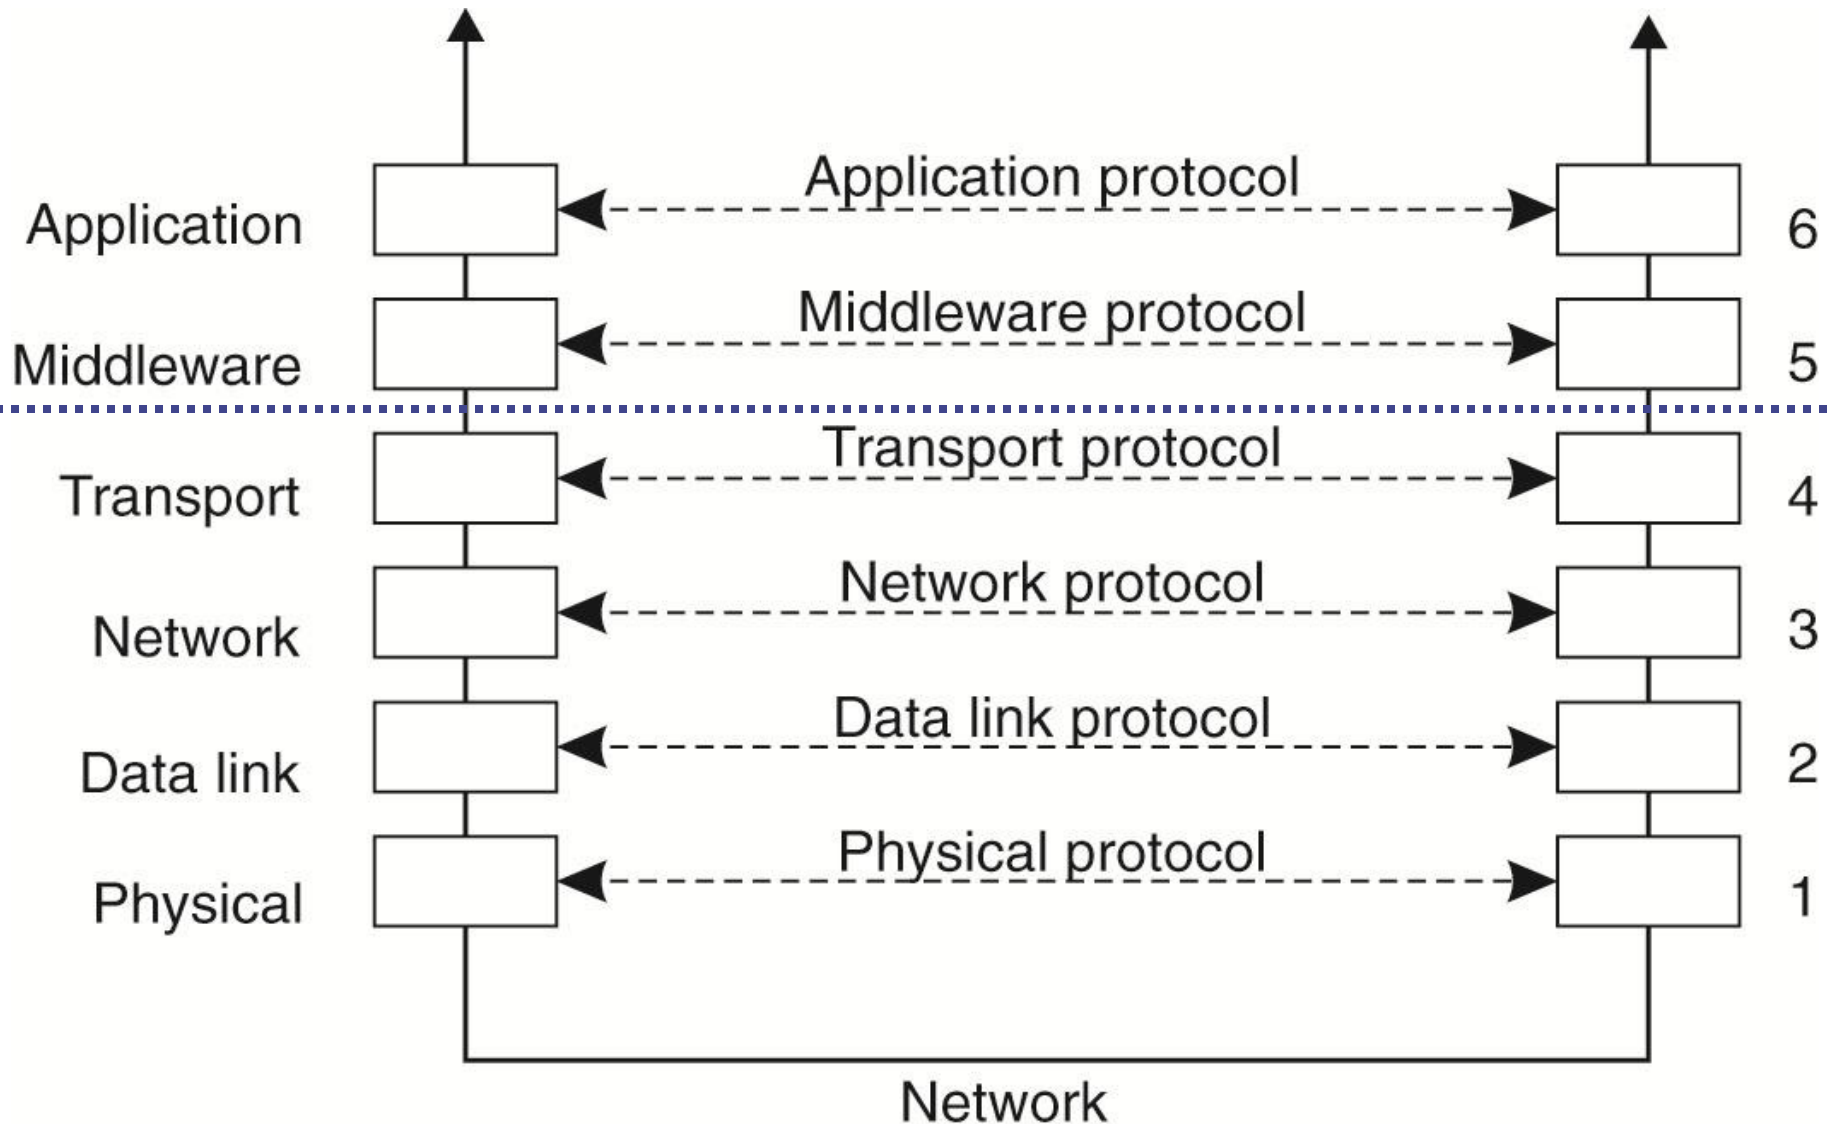 Application protocol
Application
6
Middleware protocol
Middleware
5
Transport protocol
Transport
4
Network protocol
Network
3
Data link protocol
Data link
2
Physical protocol
Physical
1
Network